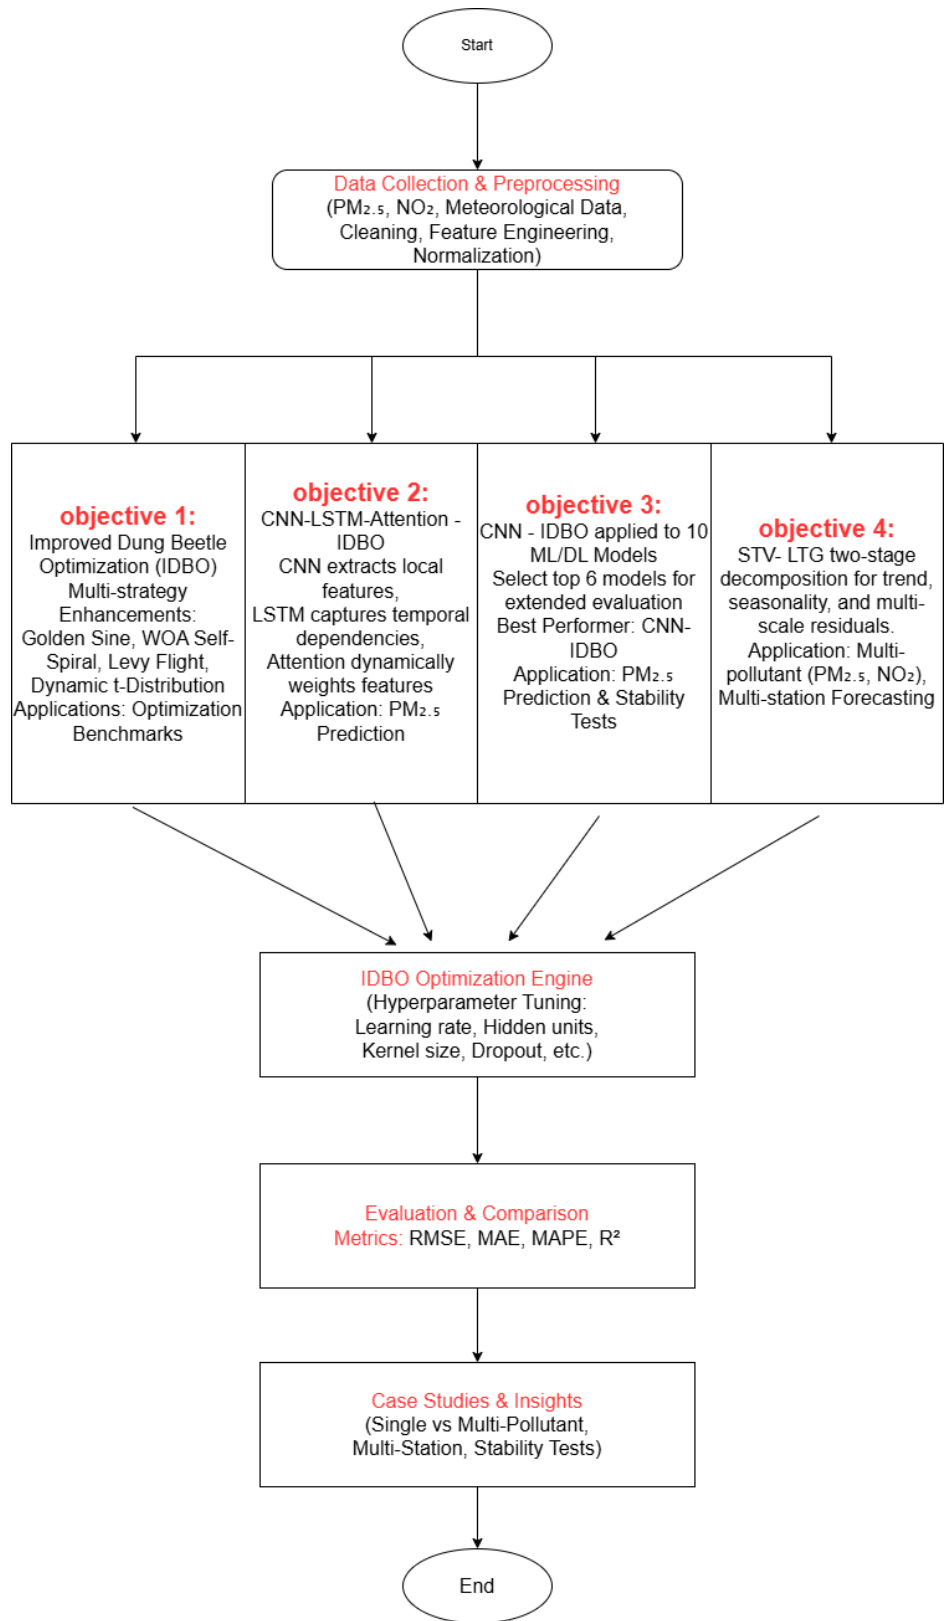 Start
Data Collection & Preprocessing
(PM₂.₅, NO₂, Meteorological Data,
Cleaning, Feature Engineering,
Normalization)
objective 1:
Improved Dung Beetle
Optimization (IDBO)
Multi-strategy
Enhancements:
Golden Sine, WOA Self-
Spiral, Levy Flight,
Dynamic t-Distribution
Applications: Optimization
Benchmarks
objective 2:
CNN-LSTM-Attention -
IDBO
CNN extracts local
features,
LSTM captures temporal
dependencies,
Attention dynamically
weights features
Application: PM₂.₅
Prediction
objective 3:
CNN - IDBO applied to 10
ML/DL Models
Select top 6 models for
extended evaluation
Best Performer: CNN-
IDBO
Application: PM₂.₅
Prediction & Stability
Tests
objective 4:
STV- LTG two-stage
decomposition for trend,
seasonality, and multi-
scale residuals.
Application: Multi-
pollutant (PM₂.₅, NO₂),
Multi-station Forecasting
IDBO Optimization Engine
(Hyperparameter Tuning:
Learning rate, Hidden units,
Kernel size, Dropout, etc.)
Evaluation & Comparison
Metrics: RMSE, MAE, MAPE, R²
Case Studies & Insights
(Single vs Multi-Pollutant,
Multi-Station, Stability Tests)
End